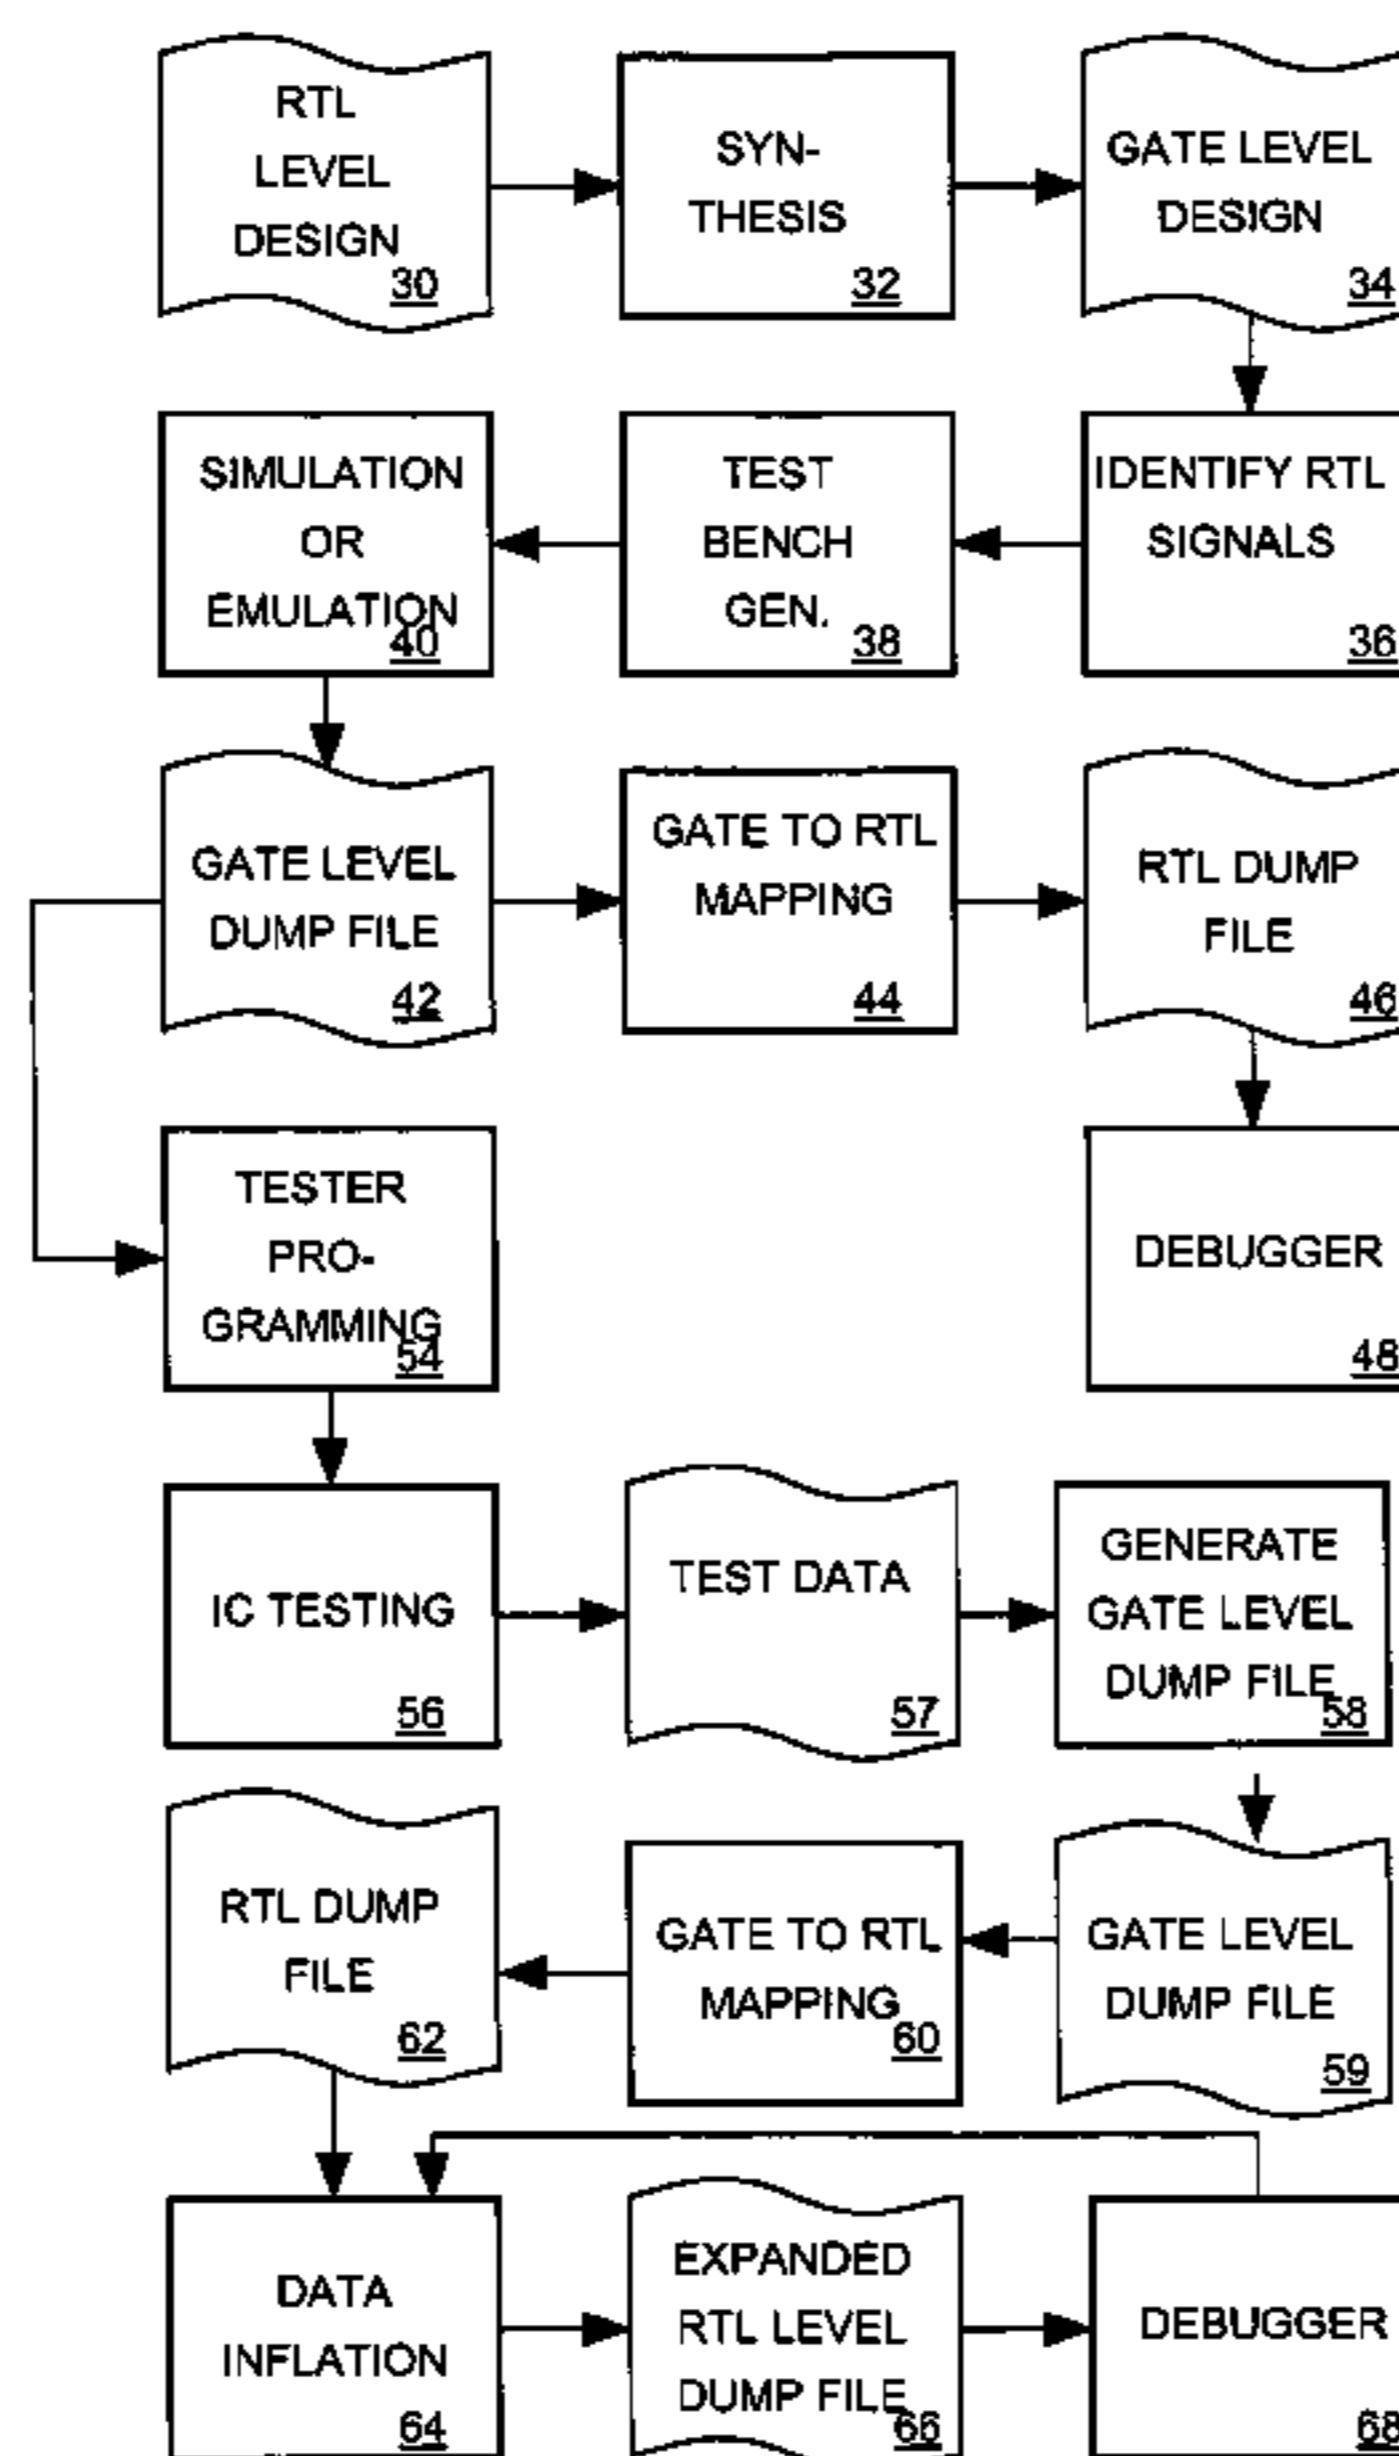 RTL
LEVEL
DESIGN
30
SYN-
THESIS
32
GATE LEVEL
DESIGN
34
SIMULATION
OR
EMULATION
40
TEST
BENCH
GEN.
38
IDENTIFY RTL
SIGNALS
36
GATE LEVEL
DUMP FILE
42
GATE TO RTL
MAPPING
44
RTL DUMP
FILE
46
TESTER
PRO-
GRAMMING
54
DEBUGGER
48
IC TESTING
56
TEST DATA
57
GENERATE
GATE LEVEL
DUMP FILE
58
RTL DUMP
FILE
62
GATE TO RTL
MAPPING
60
GATE LEVEL
DUMP FILE
59
DATA
INFLATION
64
EXPANDED
RTL LEVEL
DUMP FILE
66
DEBUGGER
68